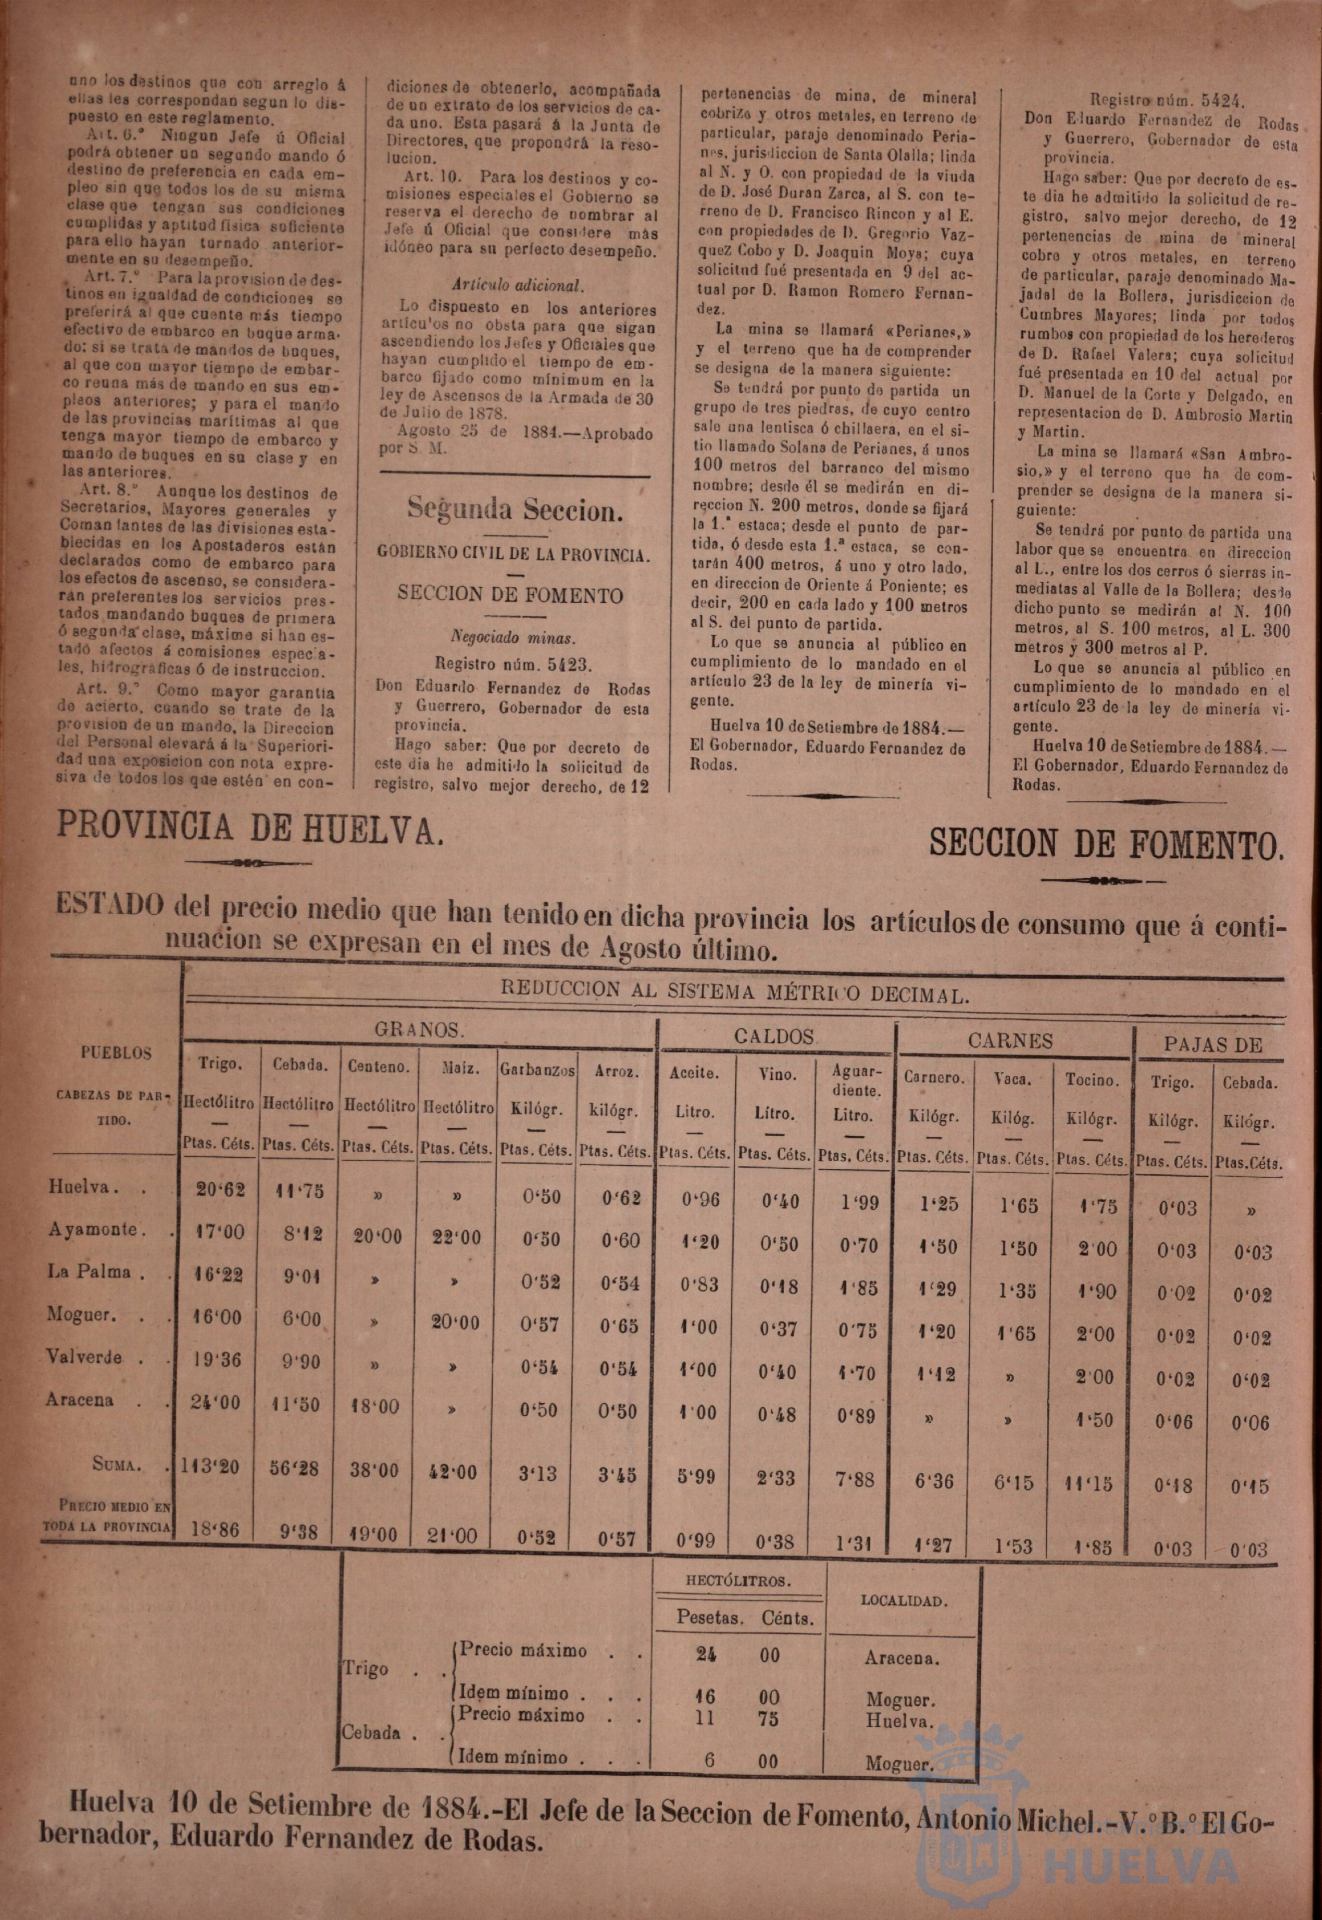 uno los destinos que con arreglo á
ellas les correspondan segun lo dis-
puesto en este reglamento.
Art. 6.º Ningun Jefe ú Oficial
podrá obtener un segundo mando ó
destino de preferencia en cada em-
pleo sin que todos los de su misma
clase que tengan sus condiciones
cumplidas y aptitud física suficiente
para ello hayan turnado anterior-
mente en su desempeño.
Art. 7.º Para la provision de des-
tinos en igualdad de condiciones se
preferirá al que cuente más tiempo
efectivo de embarco en buque arma-
do; si se trata de mandos de buques,
al que con mayor tiempo de embar-
co reuna más de mando en sus em-
pleos anteriores; y para el mando
de las provincias marítimas al que
tenga mayor tiempo de embarco y
mando de buques en su clase y en
las anteriores.
Art. 8.º Aunque los destinos de
Secretarios, Mayores generales y
Coman lantes de las divisiones esta-
blecidas en los Apostaderos están
declarados como de embarco para
los efectos de ascenso, se considera-
rán preferentes los servicios pres-
tados mandando buques de primera
ó segunda clase, máxime si han es-
tado afectos á comisiones especia-
les, hidrográficas ó de instruccion.
Art. 9.º Como mayor garantia
de acierto, cuando se trate de la
provision de un mando, la Direccion
del Personal elevará á la Superiori-
dad una exposicion con nota expre-
siva de todos los que estén en con-
diciones de obtenerlo, acompañada
de un extrato de los servicios de ca-
da uno. Esta pasará á la Junta de
Directores, que propondrá la reso-
lucion.
Art. 10. Para los destinos y co-
misiones especiales el Gobierno se
reserva el derecho de nombrar al
Jefe ú Oficial que considere más
idóneo para su perfecto desempeño.
Artículo adicional.
Lo dispuesto en los anteriores
artícu'os no obsta para que sigan
ascendiendo los Jefes y Oficiales que
hayan cumplido el tiempo de em-
barco fijado como mínimum en la
ley de Ascensos de la Armada de 30
de Julio de 1878.
Agosto 25 de 1884.—Aprobado
por S. M.
Segunda Seccion.
GOBIERNO CIVIL DE LA PROVINCIA.
SECCION DE FOMENTO
Negociado minas.
Registro núm. 5423.
Don Eduardo Fernandez de Rodas
y Guerrero, Gobernador de esta
provincia.
Hago saber: Que por decreto de
este dia he admitido la solicitud de
registro, salvo mejor derecho, de 12
pertenencias de mina, de mineral
cobrizo y otros metales, en terreno de
particular, paraje denominado Peria-
nes, jurisdiccion de Santa Olalla; linda
al N. y O. con propiedad de la viuda
de D. José Duran Zarca, al S. con te-
rreno de D. Francisco Rincon y al E.
con propiedades de D. Gregorio Vaz-
quez Cobo y D. Joaquin Moya; cuya
solicitud fué presentada en 9 del ac-
tual por D. Ramon Romero Fernan-
dez.
La mina se llamará «Perianes,»
y el terreno que ha de comprender
se designa de la manera siguiente:
Se tendrá por punto de partida un
grupo de tres piedras, de cuyo centro
sale una lentisca ó chillaera, en el si-
tio llamado Solana de Perianes, á unos
100 metros del barranco del mismo
nombre; desde él se medirán en di-
reccion N. 200 metros, donde se fijará
la 1.ª estaca; desde el punto de par-
tida, ó desde esta 1.ª estaca, se con-
tarán 400 metros, á uno y otro lado,
en direccion de Oriente á Poniente; es
decir, 200 en cada lado y 100 metros
al S. del punto de partida.
Lo que se anuncia al público en
cumplimiento de lo mandado en el
artículo 23 de la ley de minería vi-
gente.
Huelva 10 de Setiembre de 1884.—
El Gobernador, Eduardo Fernandez de
Rodas.
Registro núm. 5424.
Don Eduardo Fernandez de Rodas
y Guerrero, Gobernador de esta
provincia.
Hago saber: Que por decreto de es-
te dia he admitido la solicitud de re-
gistro, salvo mejor derecho, de 12
pertenencias de mina de mineral
cobre y otros metales, en terreno
de particular, paraje denominado Ma-
jadal de la Bollera, jurisdiccion de
Cumbres Mayores; linda por todos
rumbos con propiedad de los herederos
de D. Rafael Valera; cuya solicitud
fué presentada en 10 del actual por
D. Manuel de la Corte y Delgado, en
representacion de D. Ambrosio Martin
y Martin.
La mina se llamará «San Ambro-
sio,» y el terreno que ha de com-
prender se designa de la manera si-
guiente:
Se tendrá por punto de partida una
labor que se encuentra en direccion
al L., entre los dos cerros ó sierras in-
mediatas al Valle de la Bollera; desde
dicho punto se medirán al N. 100
metros, al S. 100 metros, al L. 300
metros y 300 metros al P.
Lo que se anuncia al público en
cumplimiento de lo mandado en el
artículo 23 de la ley de minería vi-
gente.
Huelva 10 de Setiembre de 1884.—
El Gobernador, Eduardo Fernandez de
Rodas.
PROVINCIA DE HUELVA.
SECCION DE FOMENTO.
ESTADO del precio medio que han tenido en dicha provincia los artículos de consumo que á conti-
nuacion se expresan en el mes de Agosto último.
REDUCCION AL SISTEMA MÉTRICO DECIMAL.
PUEBLOS
CABEZAS DE PAR-
TIDO.
GRANOS. CALDOS CARNES PAJAS DE
Trigo. Cebada. Centeno. Maiz. Garbanzos Arroz. Aceite. Vino. Aguar-
diente. Carnero. Vaca. Tocino. Trigo. Cebada.
Hectólitro Hectólitro Hectólitro Hectólitro Kilógr. kilógr. Litro. Litro. Litro. Kilógr. Kilóg. Kilógr. Kilógr. Kilógr.
Ptas. Céts. Ptas. Céts. Ptas. Céts. Ptas. Céts. Ptas. Céts. Ptas. Céts. Ptas. Céts. Ptas. Céts. Ptas. Céts. Ptas. Céts. Ptas. Céts. Ptas. Céts. Ptas. Céts. Ptas.Céts.
Huelva. . 20‘62 11‘75 » » 0‘50 0‘62 0‘96 0‘40 1‘99 1‘25 1‘65 1‘75 0‘03 »
Ayamonte. . 17‘00 8‘12 20‘00 22‘00 0‘50 0‘60 1‘20 0‘50 0‘70 1‘50 1‘50 2‘00 0‘03 0‘03
La Palma . . 16‘22 9‘01 » » 0‘52 0‘54 0‘83 0‘18 1‘85 1‘29 1‘35 1‘90 0‘02 0‘02
Moguer. . . 16‘00 6‘00 » 20‘00 0‘57 0‘65 1‘00 0‘37 0‘75 1‘20 1‘65 2‘00 0‘02 0‘02
Valverde . . 19‘36 9‘90 » » 0‘54 0‘54 1‘00 0‘40 1‘70 1‘12 » 2‘00 0‘02 0‘02
Aracena . . 24‘00 11‘50 18‘00 » 0‘50 0‘50 1‘00 0‘48 0‘89 » » 1‘50 0‘06 0‘06
SUMA. . 113‘20 56‘28 38‘00 42‘00 3‘13 3‘45 5‘99 2‘33 7‘88 6‘36 6‘15 11‘15 0‘18 0‘15
PRECIO MEDIO EN
TODA LA PROVINCIA 18‘86 9‘38 19‘00 21‘00 0‘52 0‘57 0‘99 0‘38 1‘31 1‘27 1‘53 1‘85 0‘03 0‘03
HECTÓLITROS. LOCALIDAD.
Pesetas. Cénts.
Trigo . . Precio máximo . . 24 00 Aracena.
Idem mínimo . . . 16 00 Moguer.
Cebada . . Precio máximo . . 11 75 Huelva.
Idem mínimo . . . 6 00 Moguer.
Huelva 10 de Setiembre de 1884.-El Jefe de la Seccion de Fomento, Antonio Michel.-V.º B.º El Go-
bernador, Eduardo Fernandez de Rodas.
HUELVA